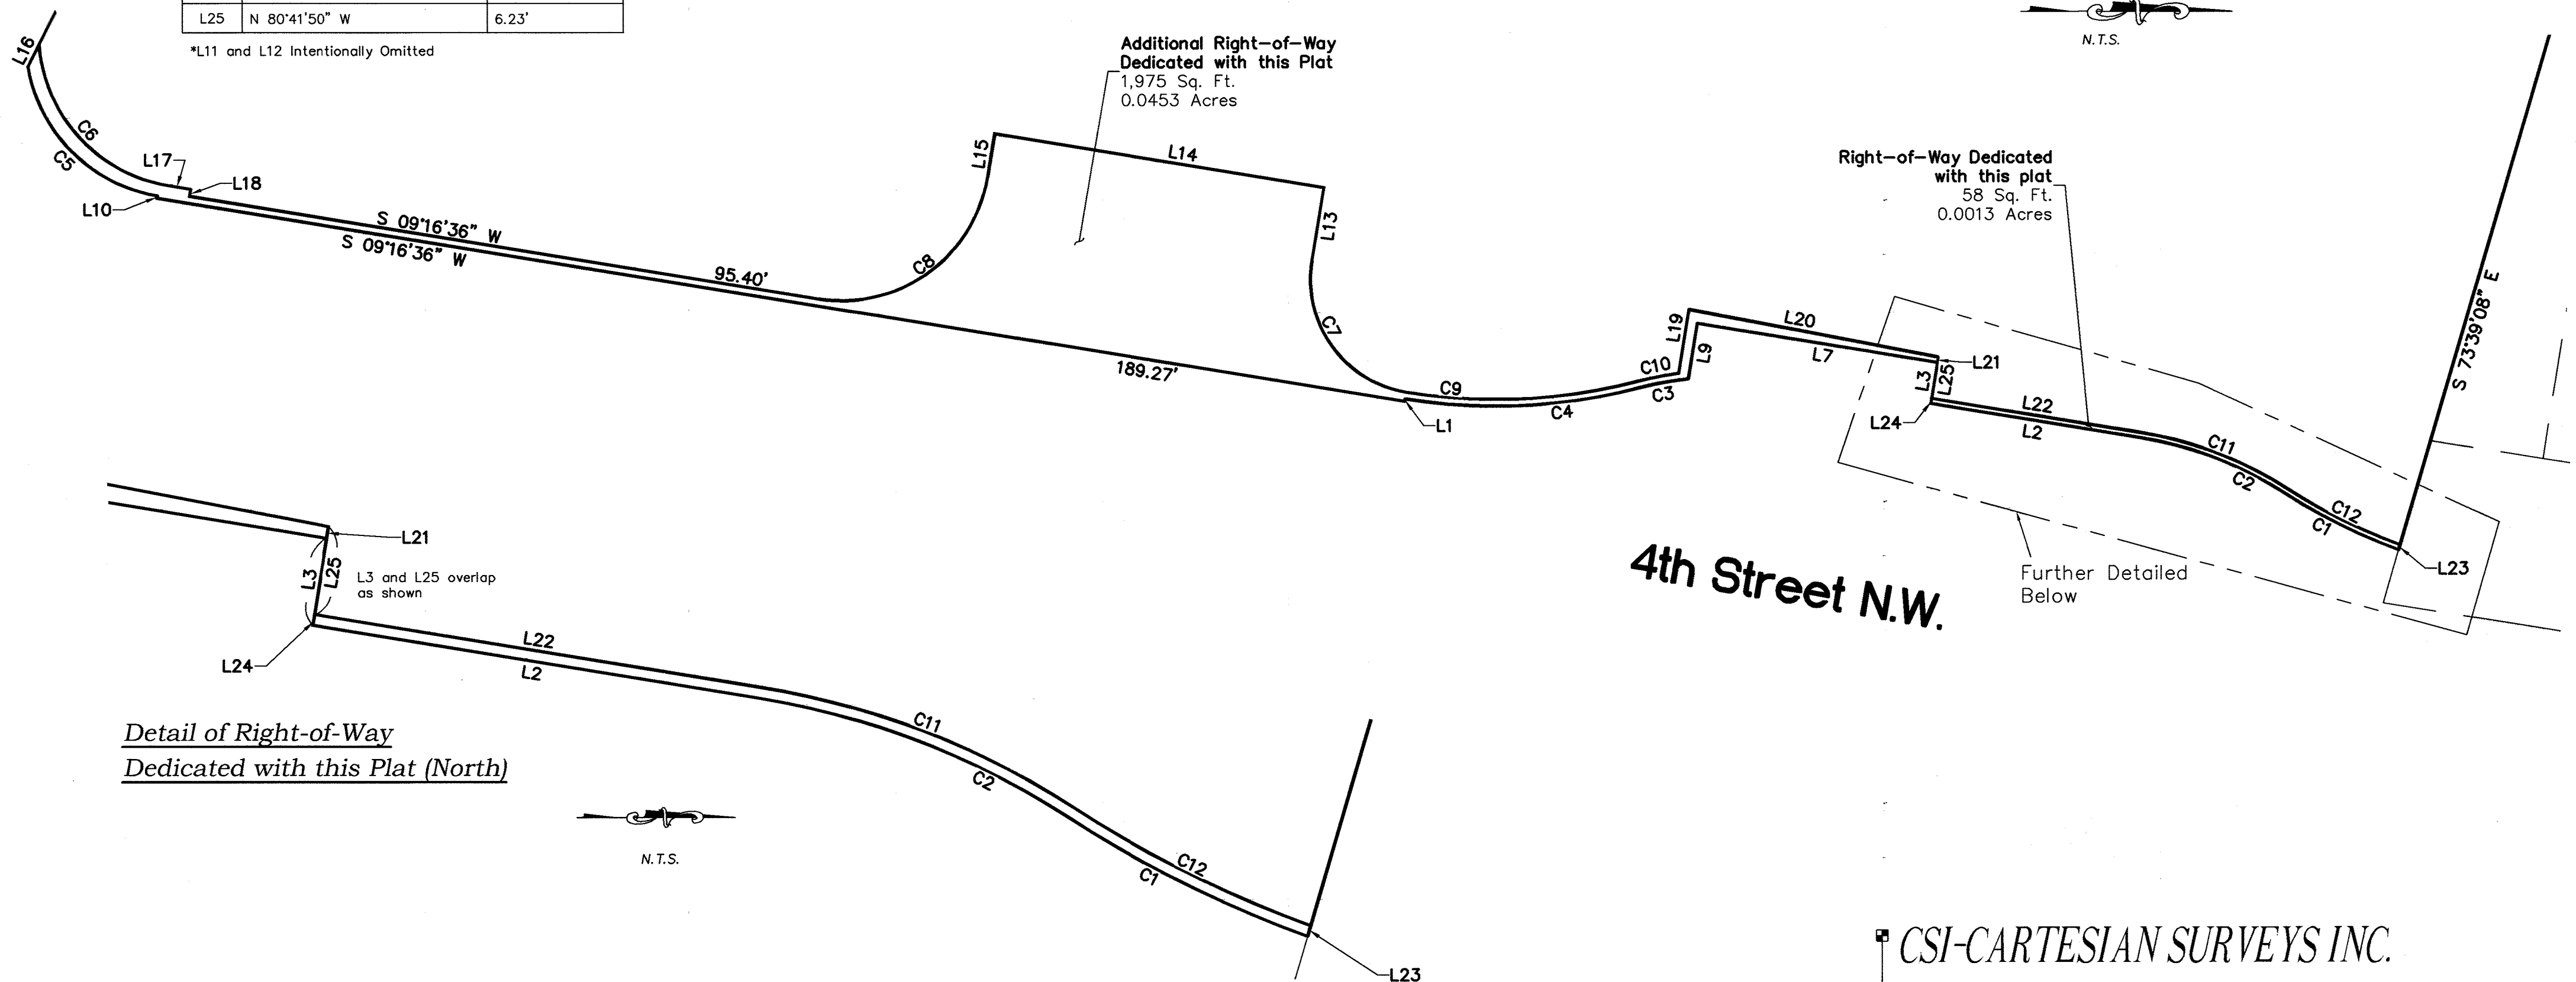 L25 N 80°41'50" W 6.23'
*L11 and L12 Intentionally Omitted
N.T.S.
L16
C6
C5
L17
L18
L10
S 09°16'36" W
S 09°16'36" W
95.40'
189.27'
Additional Right-of-Way
Dedicated with this Plat
1,975 Sq. Ft.
0.0453 Acres
L15
L14
L13
C8
C7
C9
L1
C4
C10
C3
L19
L9
L20
L7
L21
L3
L25
L24
L22
L2
C11
C2
C12
C1
L23
Right-of-Way Dedicated
with this plat
58 Sq. Ft.
0.0013 Acres
S 73°39'08" E
Further Detailed
Below
4th Street N.W.
L21
L3
L25
L3 and L25 overlap
as shown
L24
L22
L2
C11
C2
C12
C1
L23
Detail of Right-of-Way
Dedicated with this Plat (North)
N.T.S.
CSI-CARTESIAN SURVEYS INC.